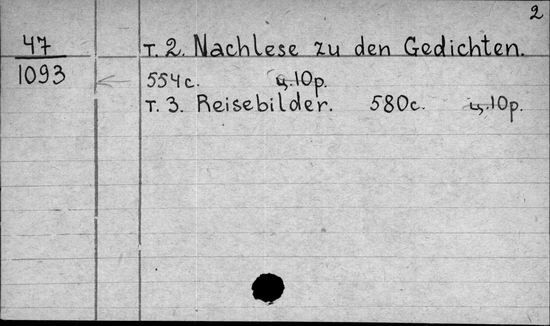 2
47
1093
т. 2. Nachlese zu den Gedichten.
554с. ц.10р.
т. 3. Reisebilder. 580с. ц.10р.